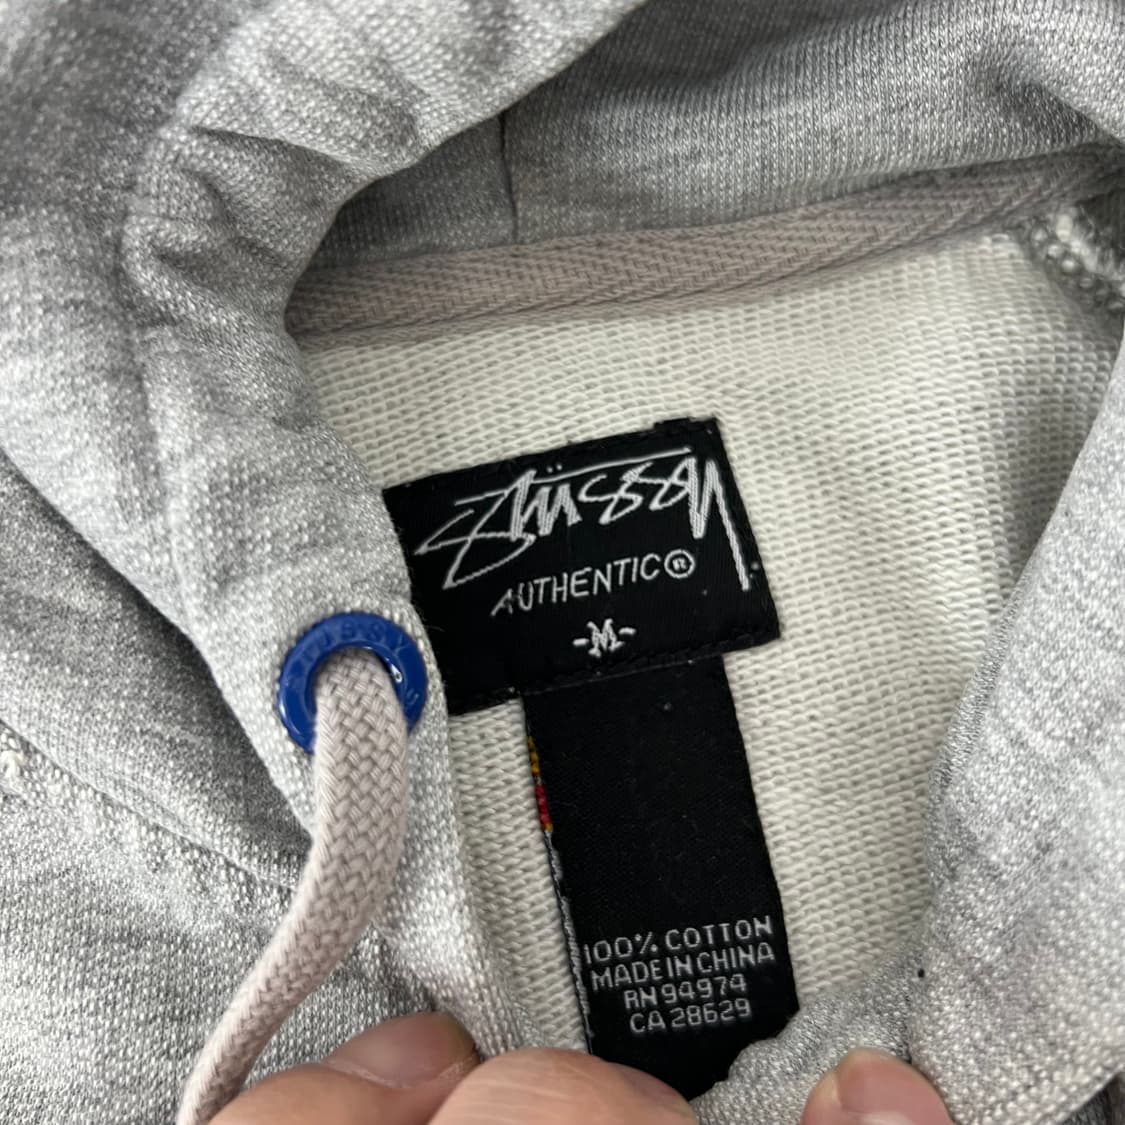 Stüssy
AUTHENTIC®
-M-
100% COTTON
MADE IN CHINA
RN 94974
CA 28629